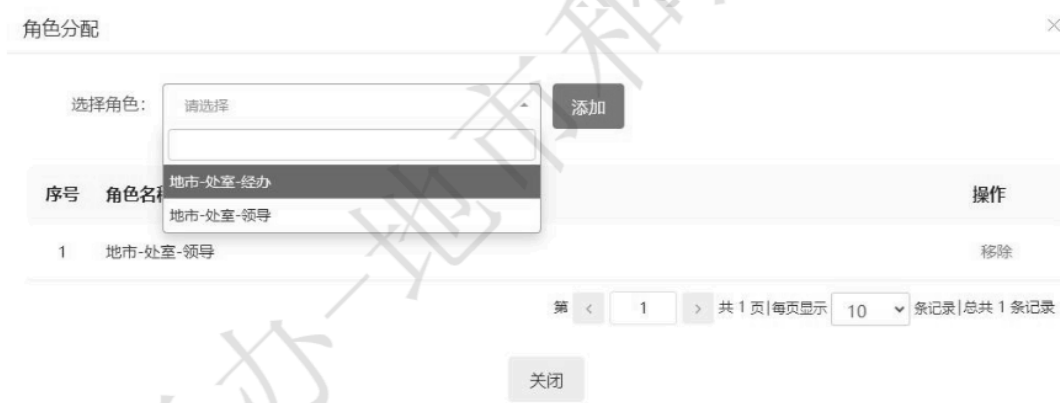 角色分配
选择角色： 请选择 添加
地市-处室-经办
序号 角色名 操作
地市-处室-领导
1 地市-处室-领导 移除
第 < 1 > 共 1 页|每页显示 10 条记录|总共 1 条记录
关闭